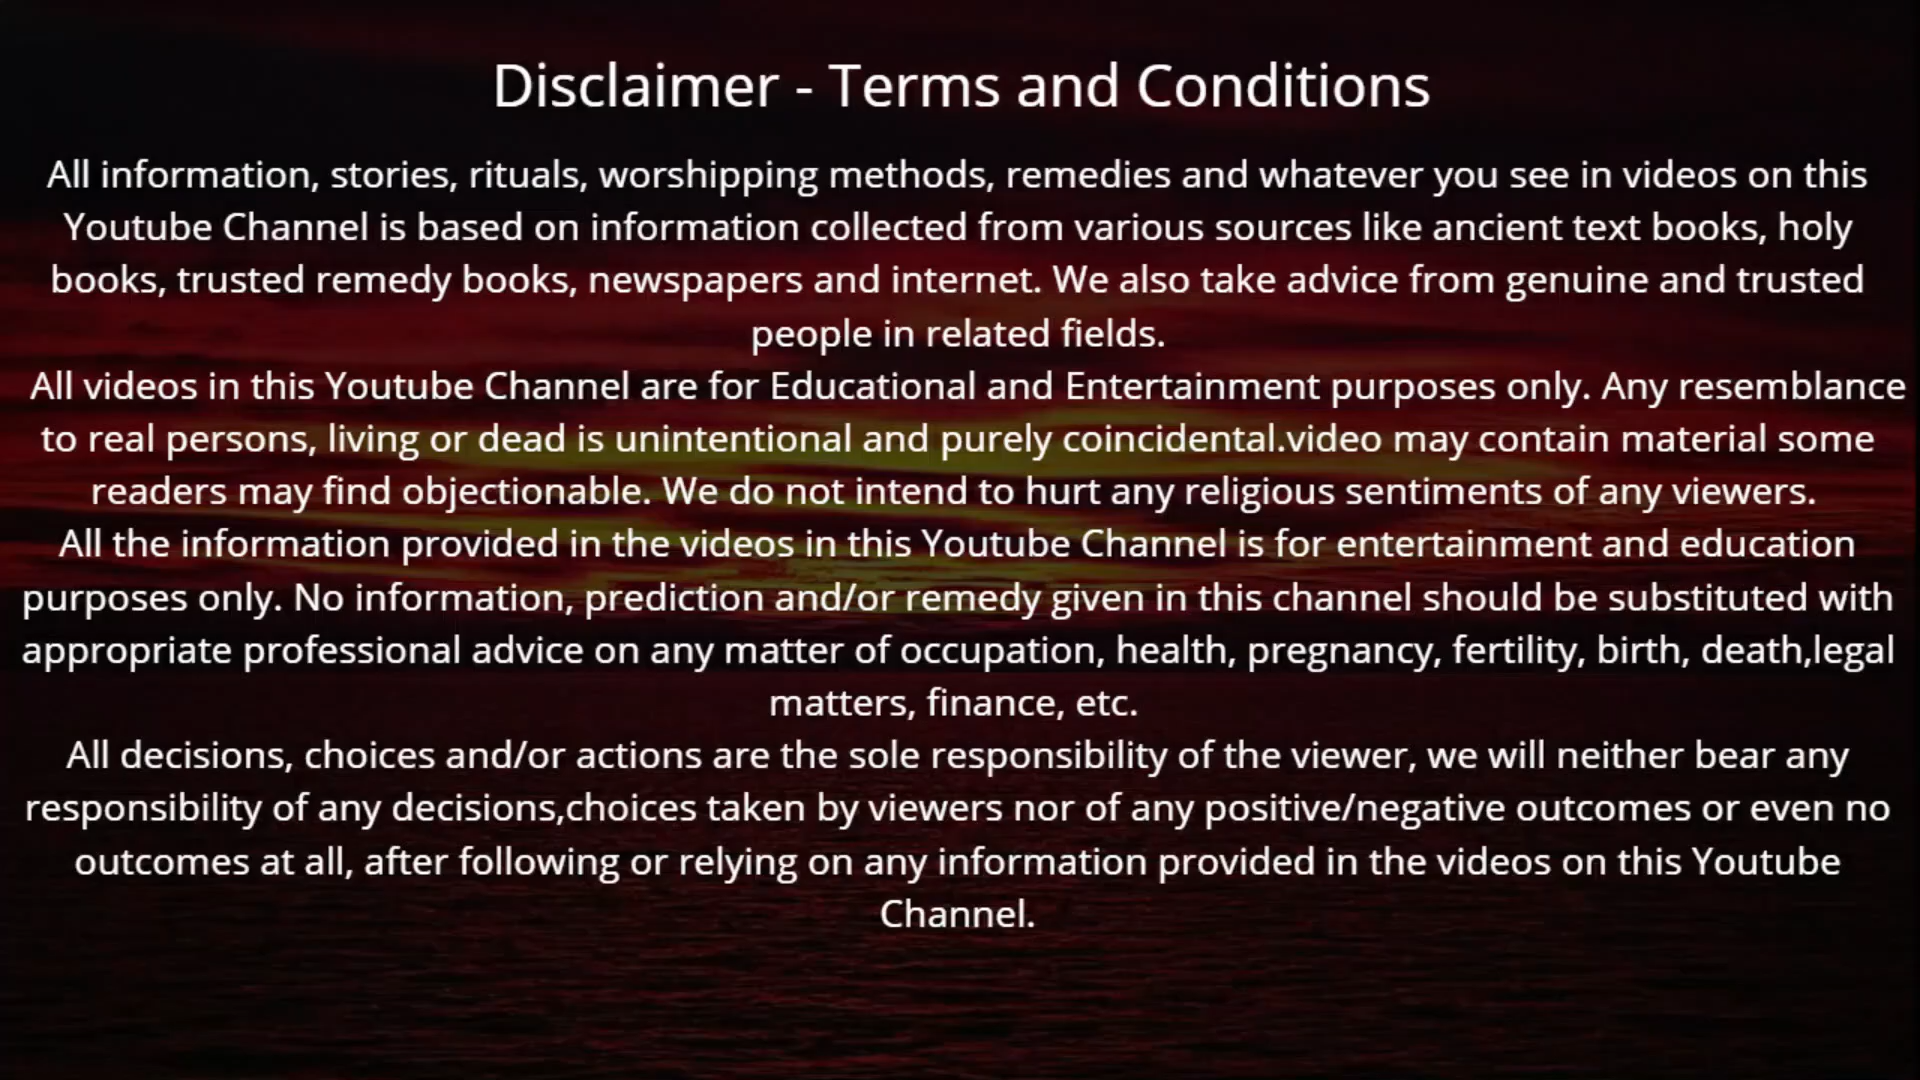 Disclaimer - Terms and Conditions
All information, stories, rituals, worshipping methods, remedies and whatever you see in videos on this
Youtube Channel is based on information collected from various sources like ancient text books, holy
books, trusted remedy books, newspapers and internet. We also take advice from genuine and trusted
people in related fields.
All videos in this Youtube Channel are for Educational and Entertainment purposes only. Any resemblance
to real persons, living or dead is unintentional and purely coincidental.video may contain material some
readers may find objectionable. We do not intend to hurt any religious sentiments of any viewers.
All the information provided in the videos in this Youtube Channel is for entertainment and education
purposes only. No information, prediction and/or remedy given in this channel should be substituted with
appropriate professional advice on any matter of occupation, health, pregnancy, fertility, birth, death,legal
matters, finance, etc.
All decisions, choices and/or actions are the sole responsibility of the viewer, we will neither bear any
responsibility of any decisions,choices taken by viewers nor of any positive/negative outcomes or even no
outcomes at all, after following or relying on any information provided in the videos on this Youtube
Channel.